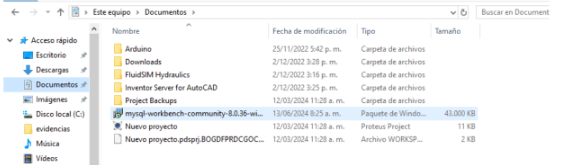 Este equipo > Documentos >
Buscar en Document
Nombre
Fecha de modificación
Tipo
Tamaño
Acceso rápido
Escritorio
Descargas
Documentos
Imágenes
Disco local (C:)
evidencias
Música
Vídeos
Arduino 25/11/2022 5:42 p. m. Carpeta de archivos
Downloads 2/12/2022 3:28 p. m. Carpeta de archivos
FluidSIM Hydraulics 2/12/2022 3:16 p. m. Carpeta de archivos
Inventor Server for AutoCAD 2/12/2022 3:25 p. m. Carpeta de archivos
Project Backups 12/03/2024 11:28 a. m. Carpeta de archivos
mysql-workbench-community-8.0.36-wi... 13/06/2024 8:25 a. m. Paquete de Windo... 43.000 KB
Nuevo proyecto 12/03/2024 11:28 a. m. Proteus Project 11 KB
Nuevo proyecto.pdsprj.BOGDFPRDCGOC... 12/03/2024 11:28 a. m. Archivo WORKSP... 2 KB